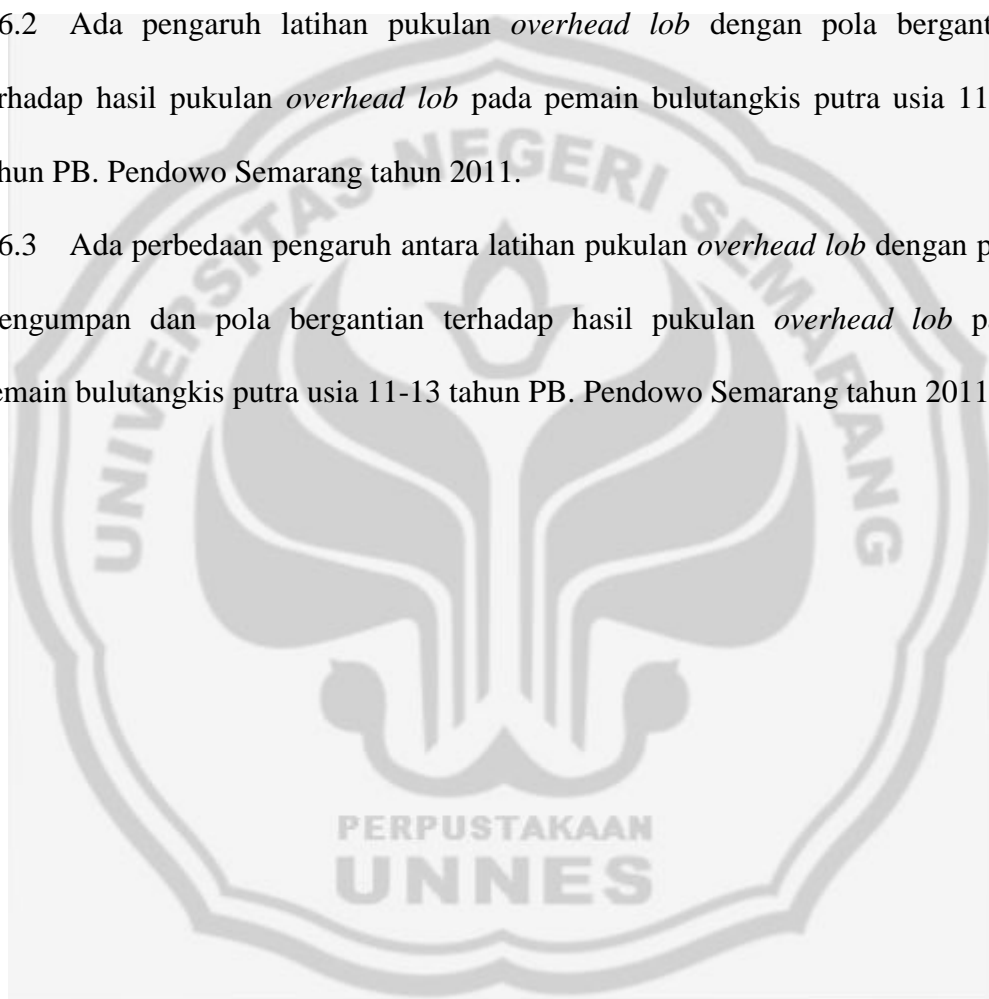 6.2 Ada pengaruh latihan pukulan overhead lob dengan pola bergant
rhadap hasil pukulan overhead lob pada pemain bulutangkis putra usia 11
hun PB. Pendowo Semarang tahun 2011.
6.3 Ada perbedaan pengaruh antara latihan pukulan overhead lob dengan p
engumpan dan pola bergantian terhadap hasil pukulan overhead lob p
emain bulutangkis putra usia 11-13 tahun PB. Pendowo Semarang tahun 2011
UNIVERSITAS NEGERI SEMARANG
PERPUSTAKAAN
UNNES